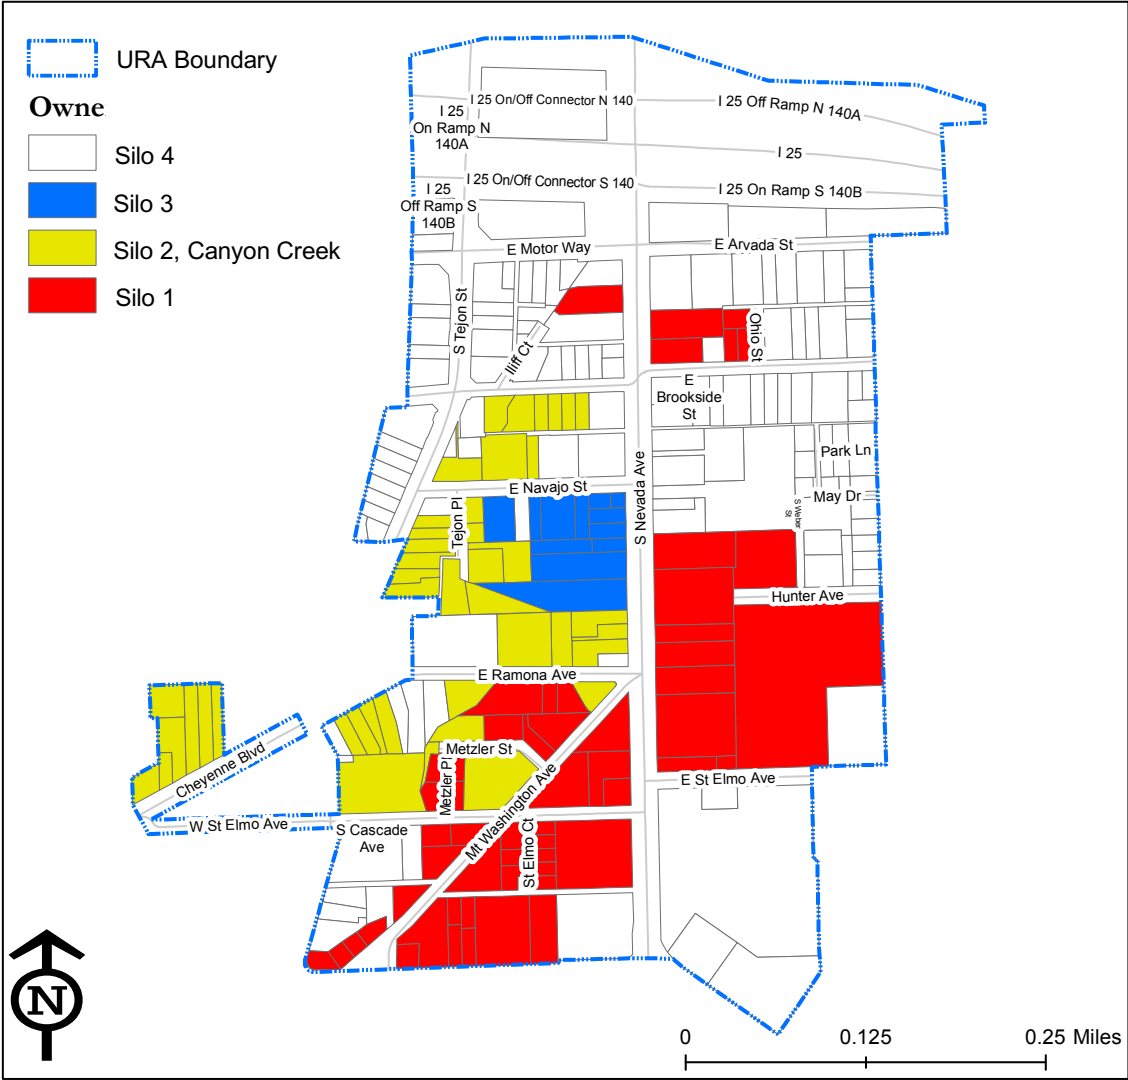 URA Boundary
Owne
Silo 4
Silo 3
Silo 2, Canyon Creek
Silo 1
I 25 On/Off Connector N 140
I 25 Off Ramp N 140A
I 25
On Ramp N
140A
I 25
I 25 On/Off Connector S 140
I 25 On Ramp S 140B
I 25
Off Ramp S
140B
E Motor Way
E Arvada St
S Tejon St
Iliff Ct
Ohio St
E
Brookside
St
Park Ln
S Nevada Ave
E Navajo St
May Dr
S Weber
St
Tejon Pl
Hunter Ave
E Ramona Ave
Metzler St
Cheyenne Blvd
Metzler Pl
E St Elmo Ave
Mt Washington Ave
W St Elmo Ave
S Cascade
Ave
St Elmo Ct
N
0
0.125
0.25 Miles